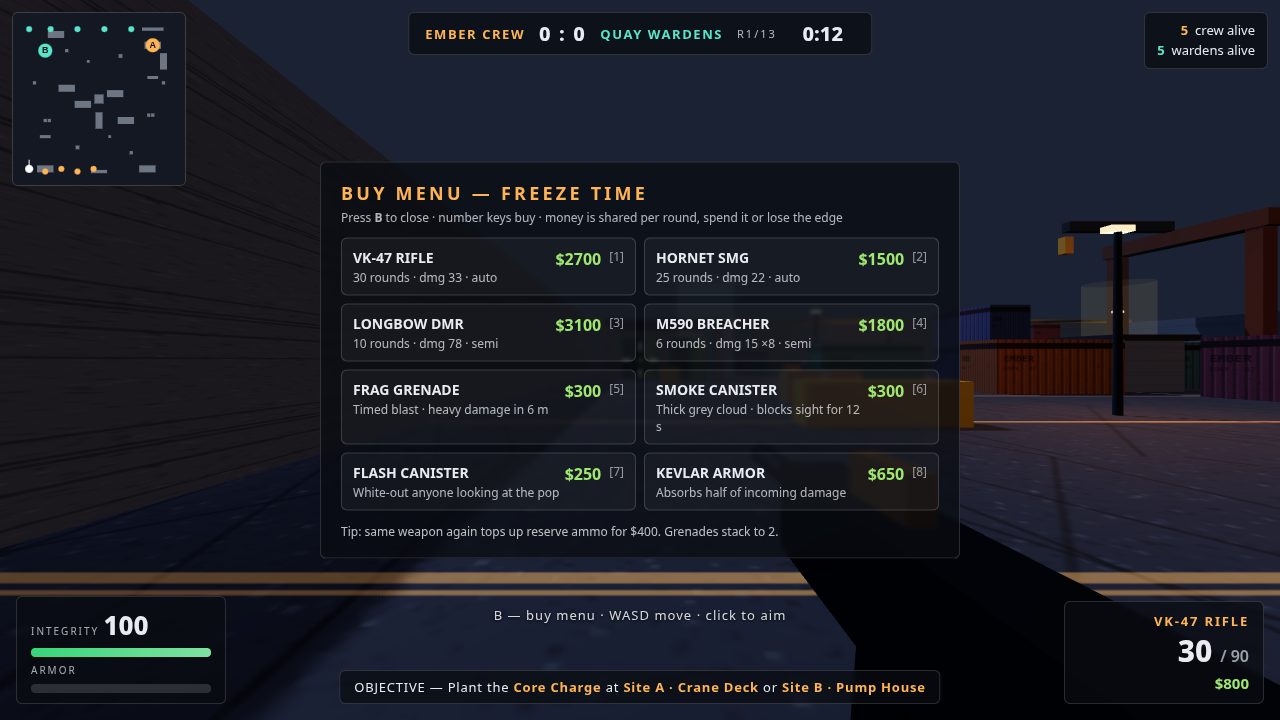 B
A
EMBER CREW 0 : 0 QUAY WARDENS R1/13 0:12
5 crew alive
5 wardens alive
BUY MENU — FREEZE TIME
Press B to close · number keys buy · money is shared per round, spend it or lose the edge
VK-47 RIFLE $2700 [1]
30 rounds · dmg 33 · auto
HORNET SMG $1500 [2]
25 rounds · dmg 22 · auto
LONGBOW DMR $3100 [3]
10 rounds · dmg 78 · semi
M590 BREACHER $1800 [4]
6 rounds · dmg 15 ×8 · semi
FRAG GRENADE $300 [5]
Timed blast · heavy damage in 6 m
SMOKE CANISTER $300 [6]
Thick grey cloud · blocks sight for 12
s
FLASH CANISTER $250 [7]
White-out anyone looking at the pop
KEVLAR ARMOR $650 [8]
Absorbs half of incoming damage
Tip: same weapon again tops up reserve ammo for $400. Grenades stack to 2.
EMBER
EMBER
B — buy menu · WASD move · click to aim
INTEGRITY 100
ARMOR
OBJECTIVE — Plant the Core Charge at Site A · Crane Deck or Site B · Pump House
VK-47 RIFLE
30 / 90
$800